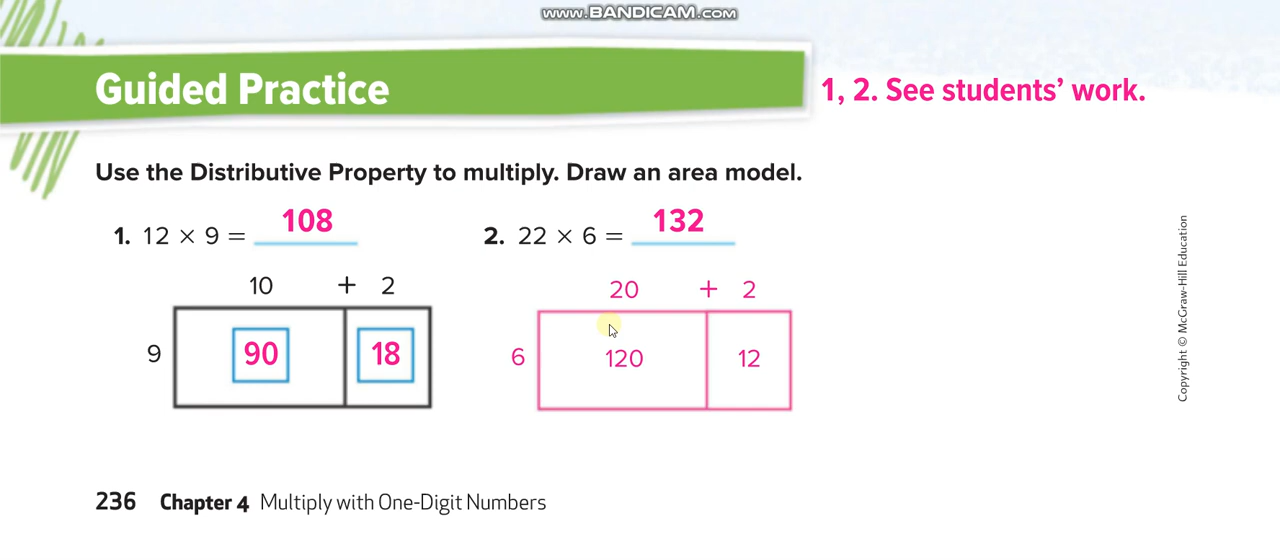 www.BANDICAM.com
Guided Practice
1, 2. See students’ work.
Use the Distributive Property to multiply. Draw an area model.
1. 12 × 9 = 108
2. 22 × 6 = 132
10 + 2
9 90 18
20 + 2
6 120 12
Copyright © McGraw-Hill Education
236 Chapter 4 Multiply with One-Digit Numbers